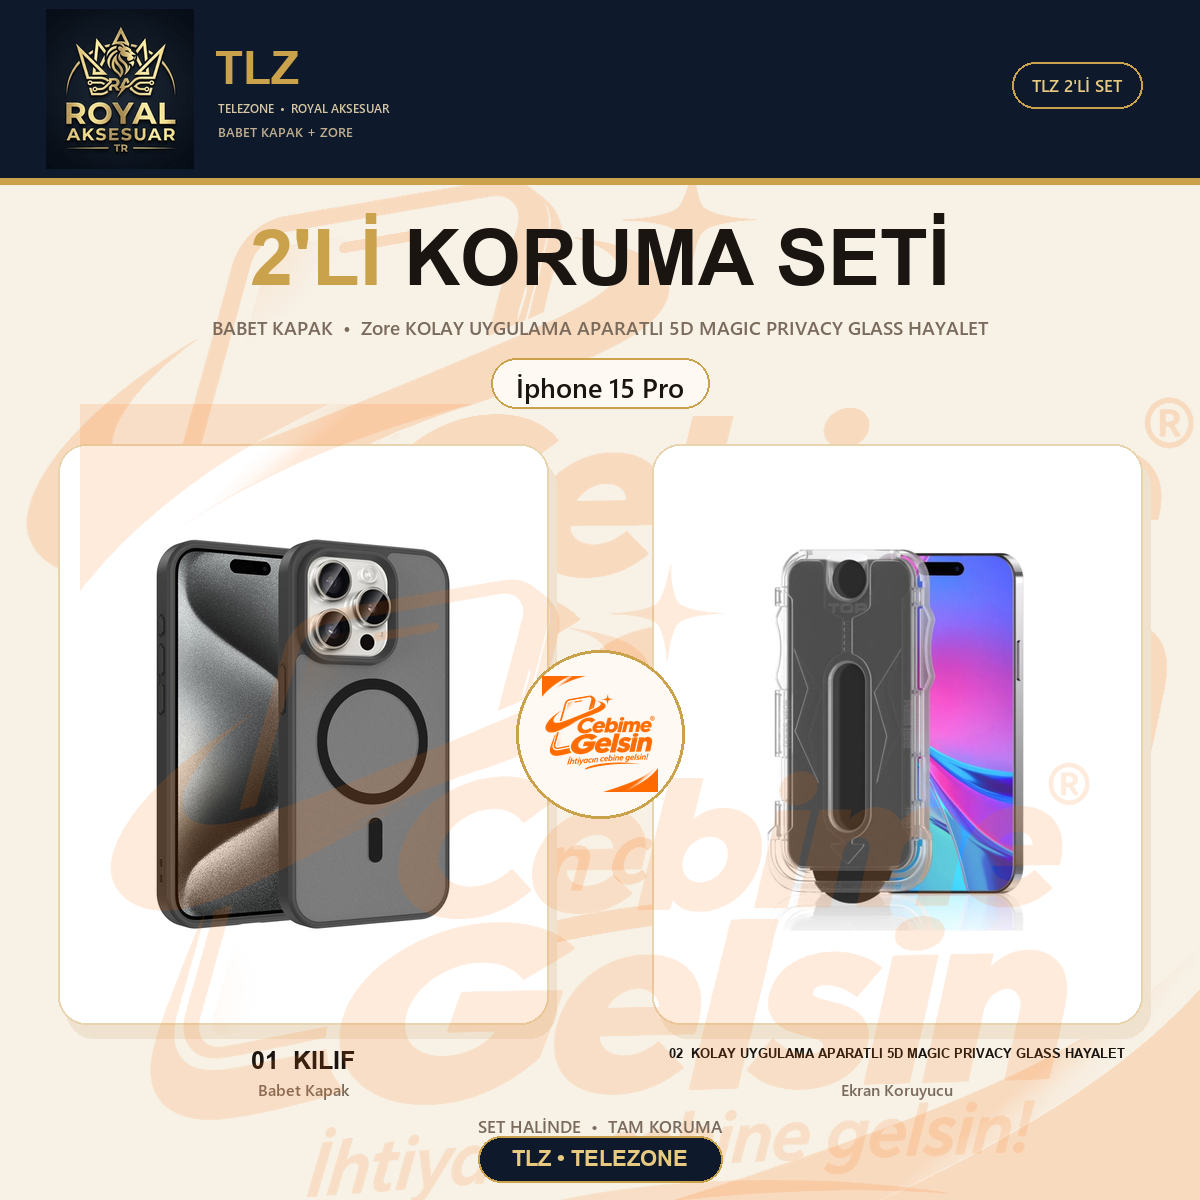 ROYAL
AKSESUAR
TR
TLZ
TELEZONE • ROYAL AKSESUAR
BABET KAPAK + ZORE
TLZ 2'Lİ SET
2'Lİ KORUMA SETİ
BABET KAPAK • Zore KOLAY UYGULAMA APARATLI 5D MAGIC PRIVACY GLASS HAYALET
İphone 15 Pro
TOP
Cebime®
Gelsin
İhtiyacın cebine gelsin!
Cebime®
Gelsin
01 KILIF
Babet Kapak
02 KOLAY UYGULAMA APARATLI 5D MAGIC PRIVACY GLASS HAYALET
Ekran Koruyucu
SET HALİNDE • TAM KORUMA
TLZ • TELEZONE